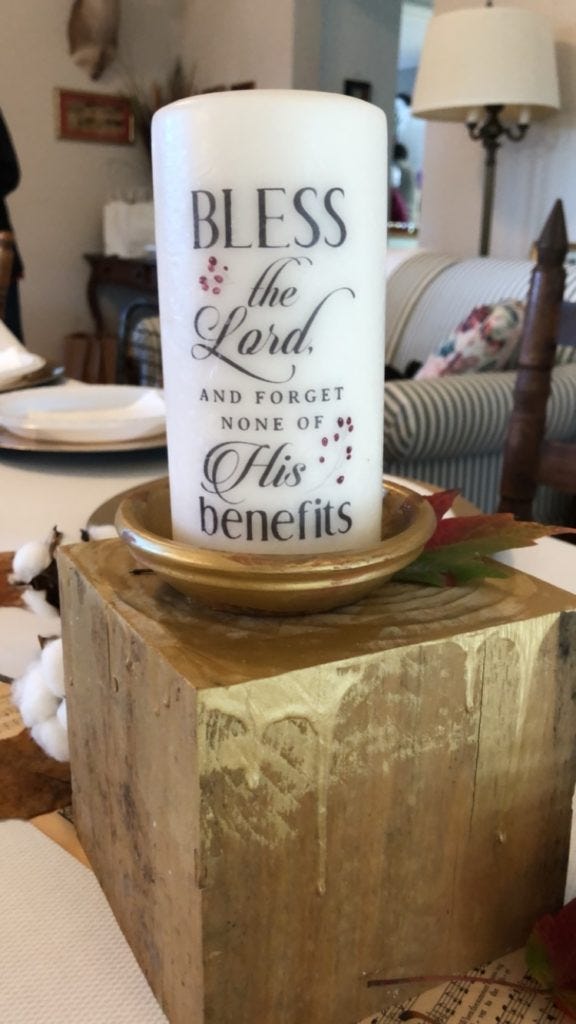 BLESS
the
Lord,
AND FORGET
NONE OF
His
benefits